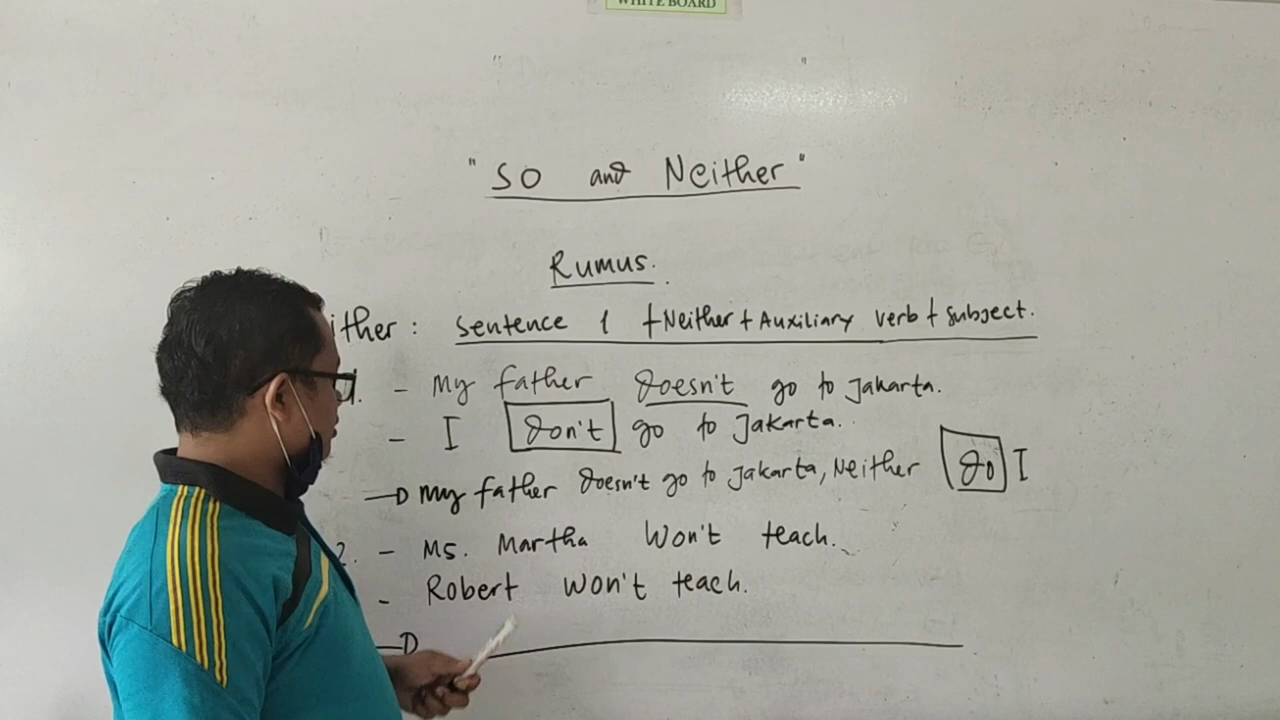 WHITE BOARD
"So and Neither"
Rumus.
ither : Sentence 1 + Neither + Auxiliary verb + Subject.
1. - My father doesn't go to Jakarta.
- I don't go to Jakarta.
→ My father doesn't go to Jakarta, Neither do I
2. - Ms. Martha won't teach.
- Robert won't teach.
→